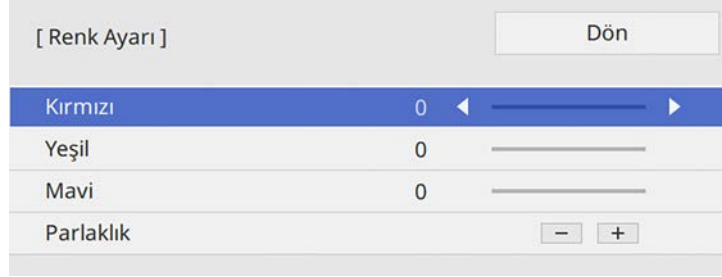 [ Renk Ayarı ] Dön
Kırmızı 0
Yeşil 0
Mavi 0
Parlaklık − +